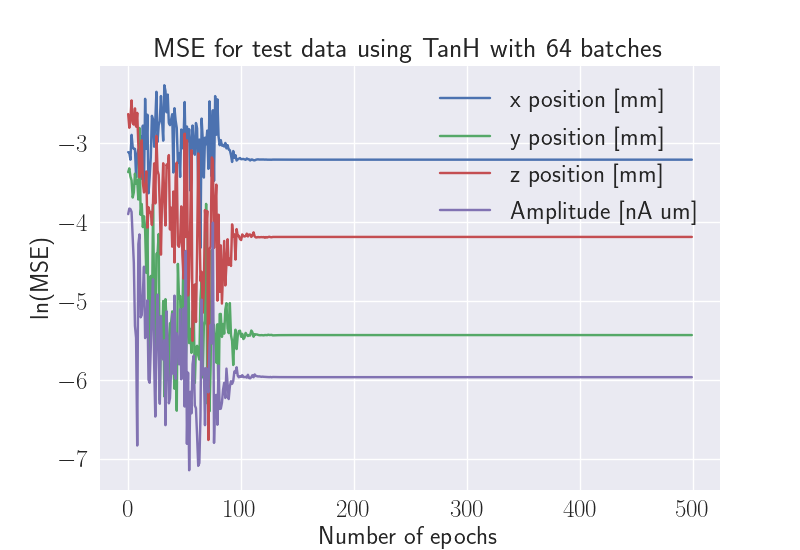 MSE for test data using TanH with 64 batches
x position [mm]
y position [mm]
z position [mm]
Amplitude [nA um]
ln(MSE)
−3
−4
−5
−6
−7
0 100 200 300 400 500
Number of epochs